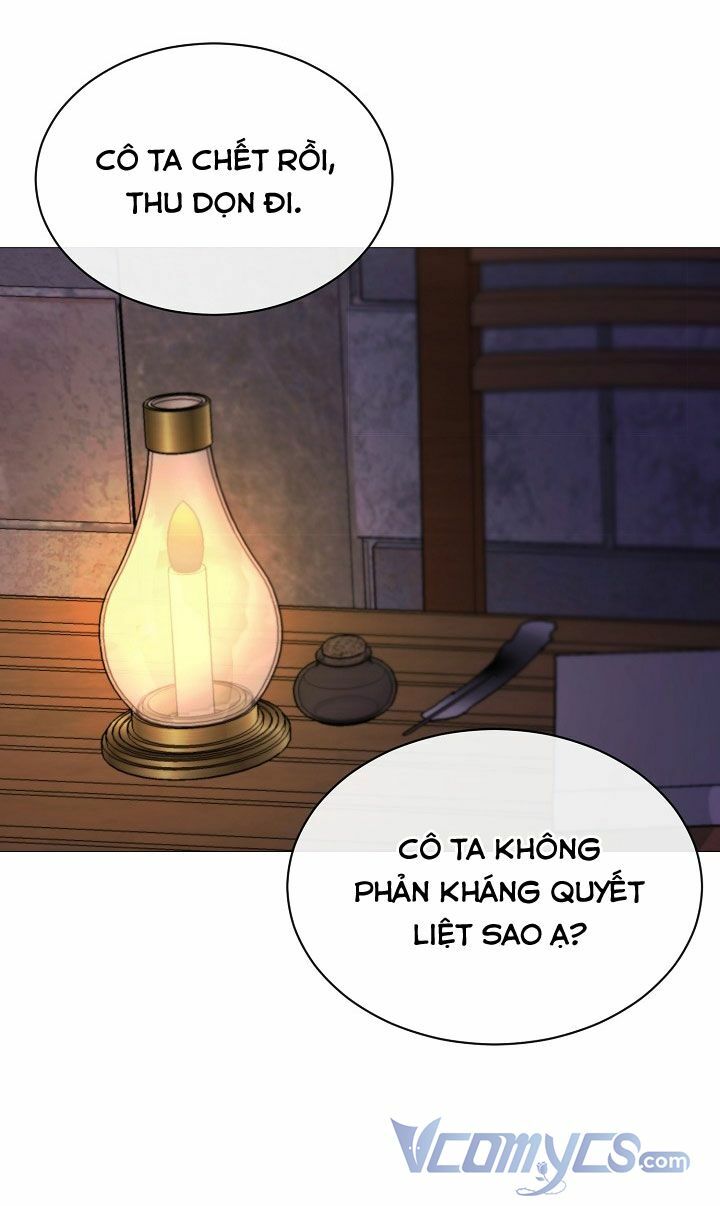 CÔ TA CHẾT RỒI,
THU DỌN ĐI.
CÔ TA KHÔNG
PHẢN KHÁNG QUYẾT
LIỆT SAO Ạ?
VCOMYCS.com